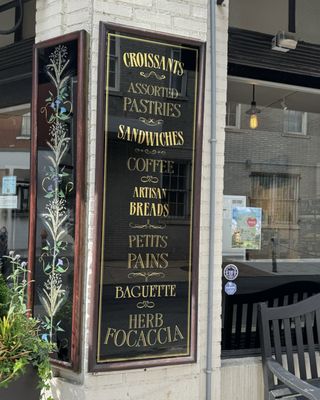 CROISSANTS
ASSORTED
PASTRIES
SANDWICHES
COFFEE
ARTISAN
BREADS
PETITS
PAINS
BAGUETTE
HERB
FOCACCIA